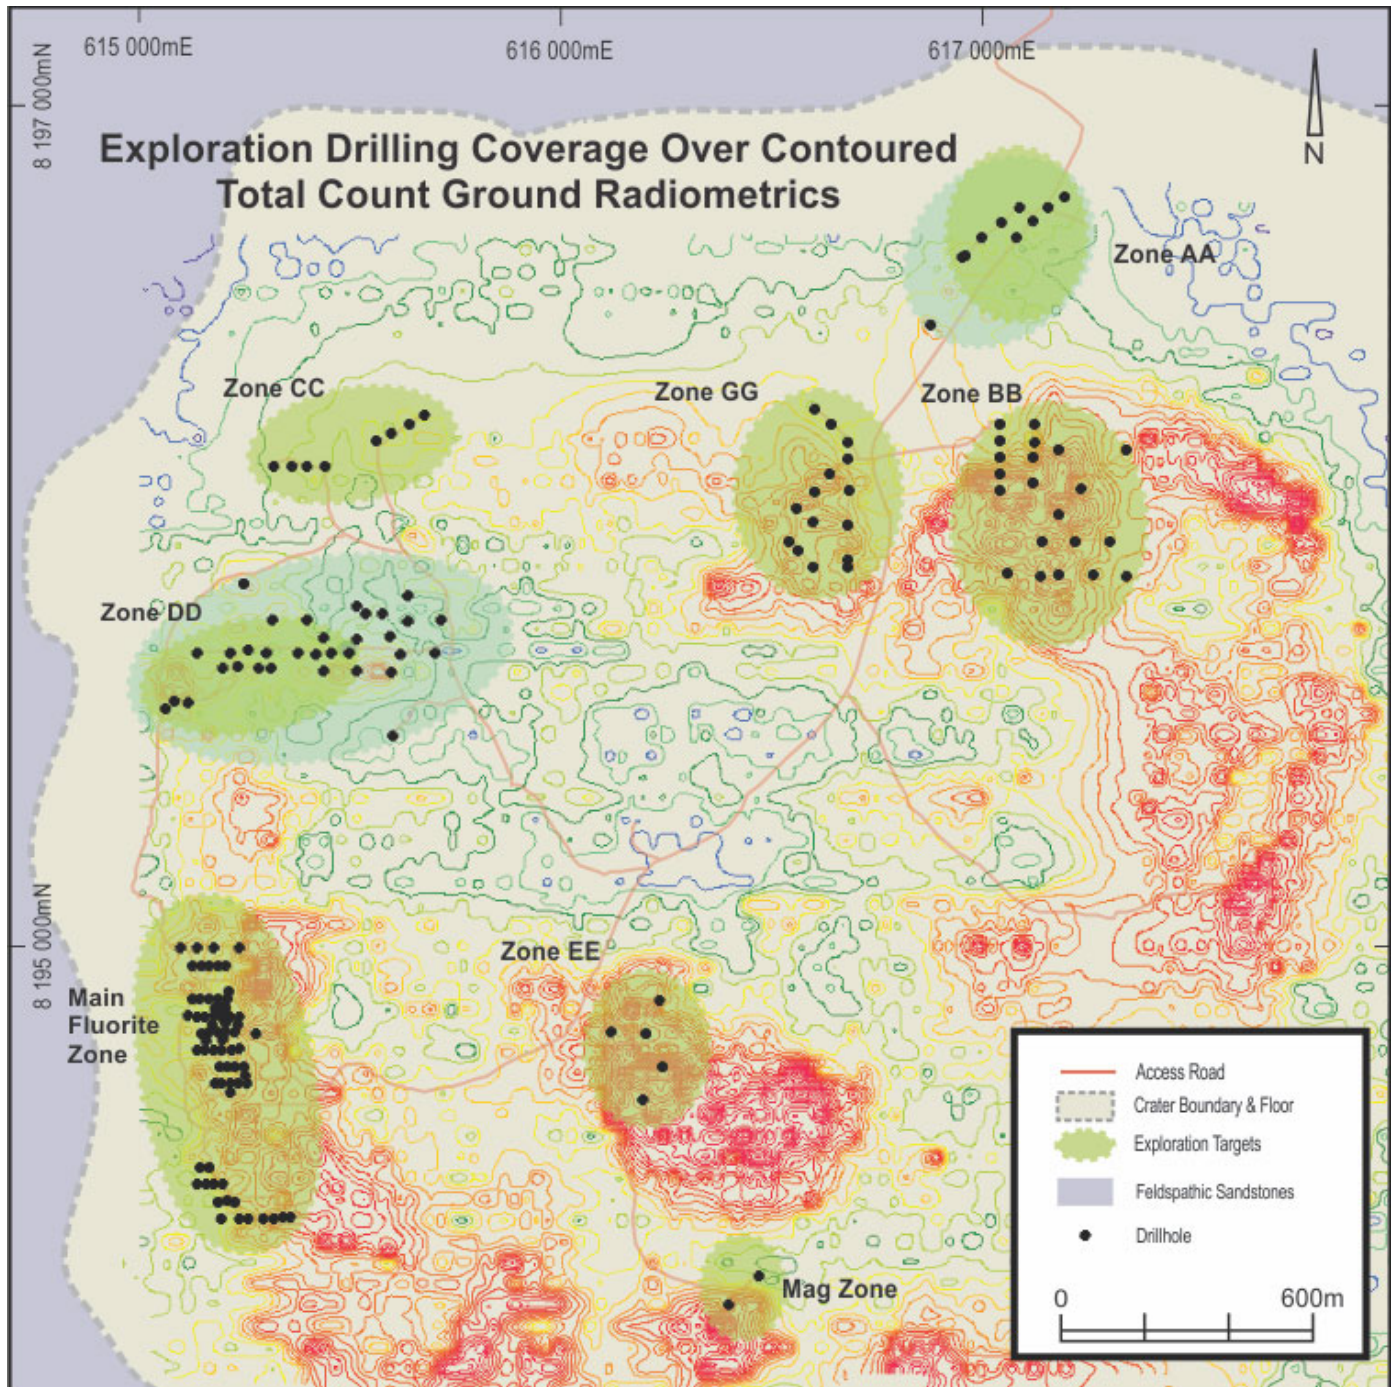 615 000mE
616 000mE
617 000mE
8 197 000mN
Exploration Drilling Coverage Over Contoured
Total Count Ground Radiometrics
N
Zone AA
Zone CC
Zone GG
Zone BB
Zone DD
8 195 000mN
Zone EE
Main
Fluorite
Zone
Access Road
Crater Boundary & Floor
Exploration Targets
Feldspathic Sandstones
Drillhole
Mag Zone
0
600m